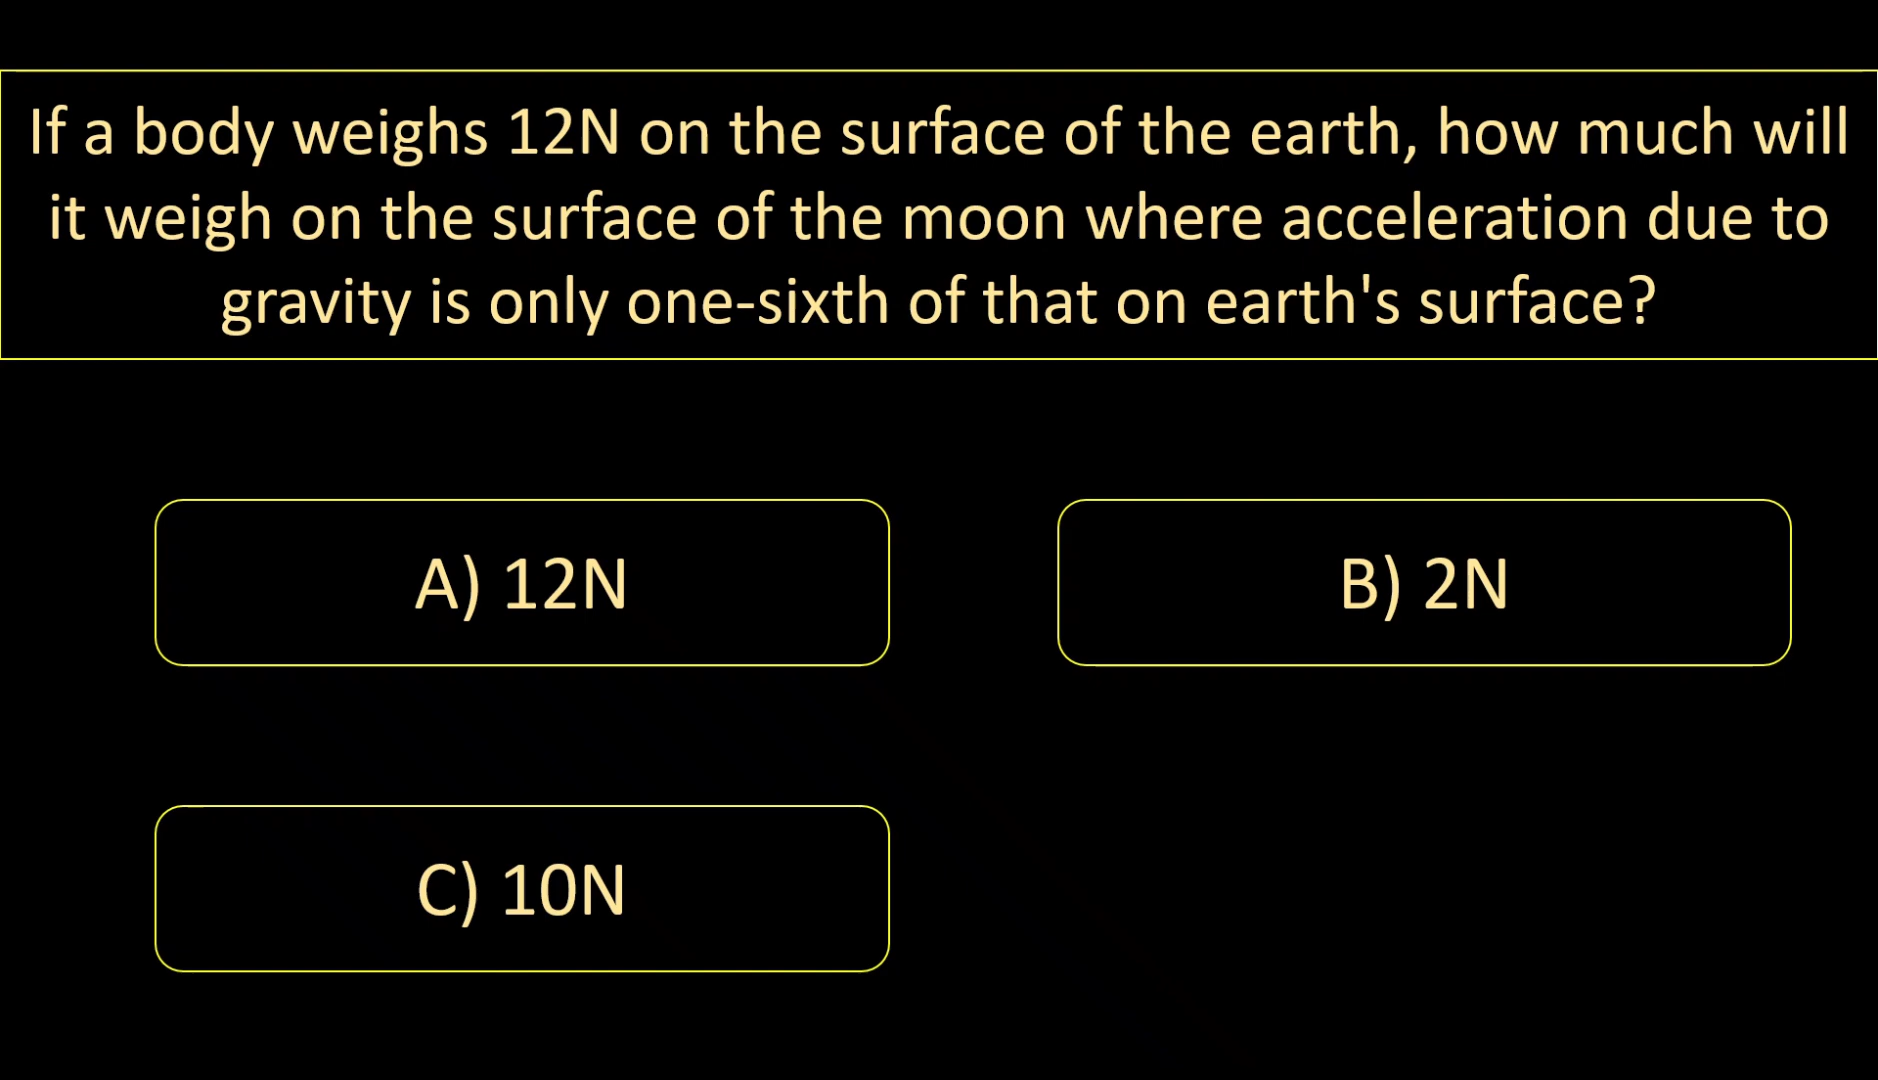 If a body weighs 12N on the surface of the earth, how much will
it weigh on the surface of the moon where acceleration due to
gravity is only one-sixth of that on earth's surface?
A) 12N
B) 2N
C) 10N